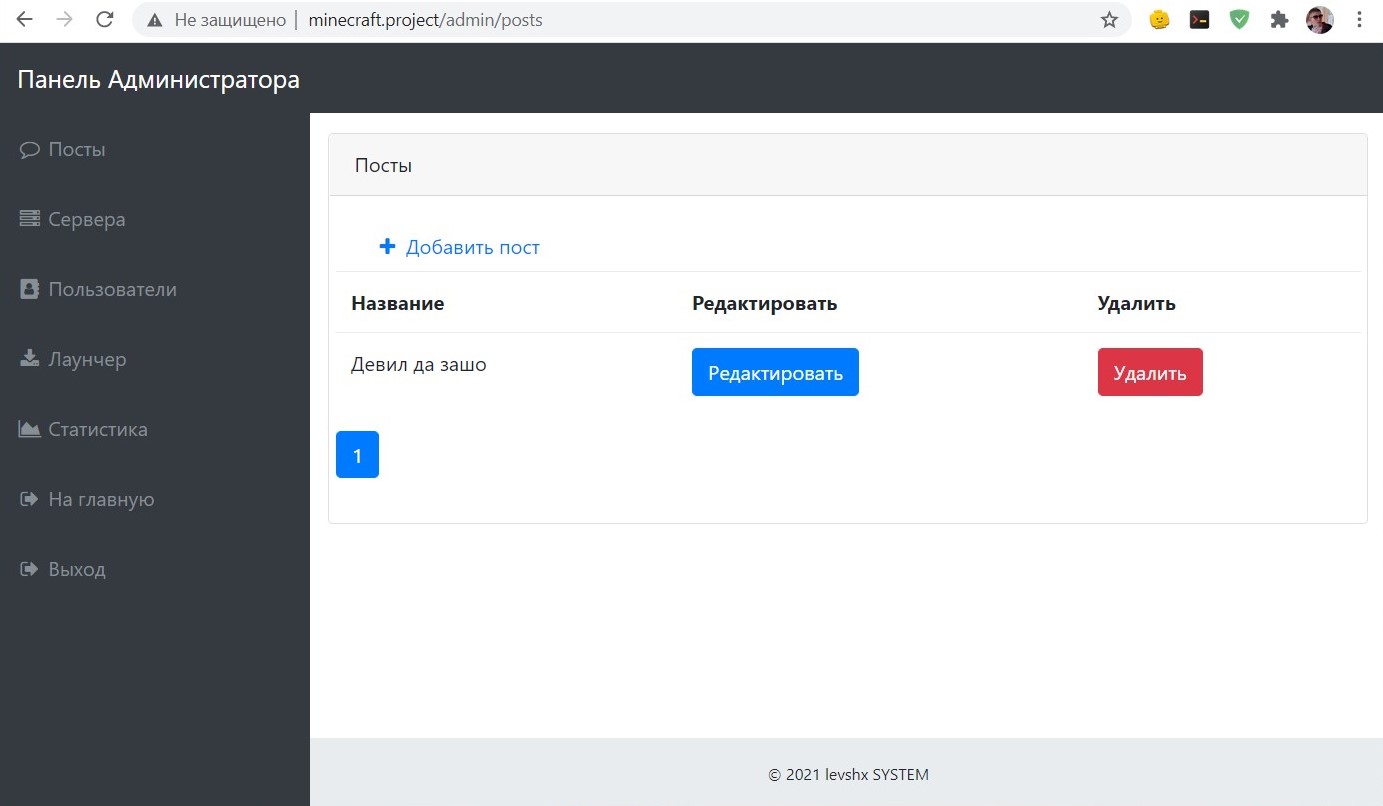 Не защищено | minecraft.project/admin/posts
Панель Администратора
Посты
Сервера
Пользователи
Лаунчер
Статистика
На главную
Выход
Посты
Добавить пост
Название Редактировать Удалить
Девил да зашо Редактировать Удалить
1
© 2021 levshx SYSTEM